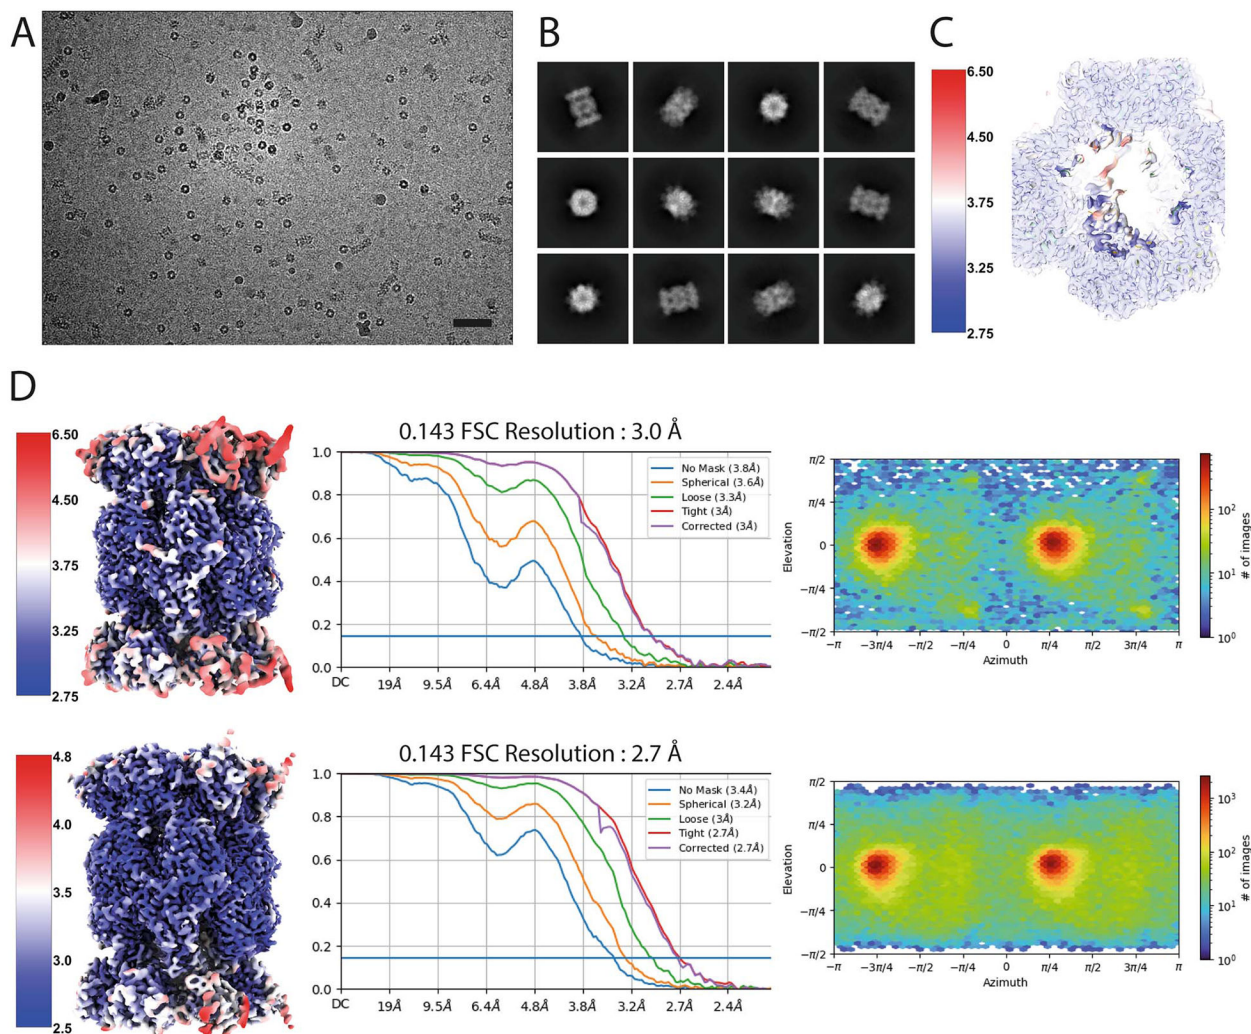 A
B
C
6.50
4.50
3.75
3.25
2.75
D
6.50
4.50
3.75
3.25
2.75
0.143 FSC Resolution : 3.0 Å
1.0
0.8
0.6
0.4
0.2
0.0
DC
19Å
9.5Å
6.4Å
4.8Å
3.8Å
3.2Å
2.7Å
2.4Å
No Mask (3.8Å)
Spherical (3.6Å)
Loose (3.3Å)
Tight (3Å)
Corrected (3Å)
Elevation
π/2
π/4
0
−π/4
−π/2
−π
−3π/4
−π/2
−π/4
0
π/4
π/2
3π/4
π
Azimuth
10²
10¹
10⁰
# of images
4.8
4.0
3.5
3.0
2.5
0.143 FSC Resolution : 2.7 Å
1.0
0.8
0.6
0.4
0.2
0.0
DC
19Å
9.5Å
6.4Å
4.8Å
3.8Å
3.2Å
2.7Å
2.4Å
No Mask (3.4Å)
Spherical (3.2Å)
Loose (3Å)
Tight (2.7Å)
Corrected (2.7Å)
Elevation
π/2
π/4
0
−π/4
−π/2
−π
−3π/4
−π/2
−π/4
0
π/4
π/2
3π/4
π
Azimuth
10³
10²
10¹
10⁰
# of images